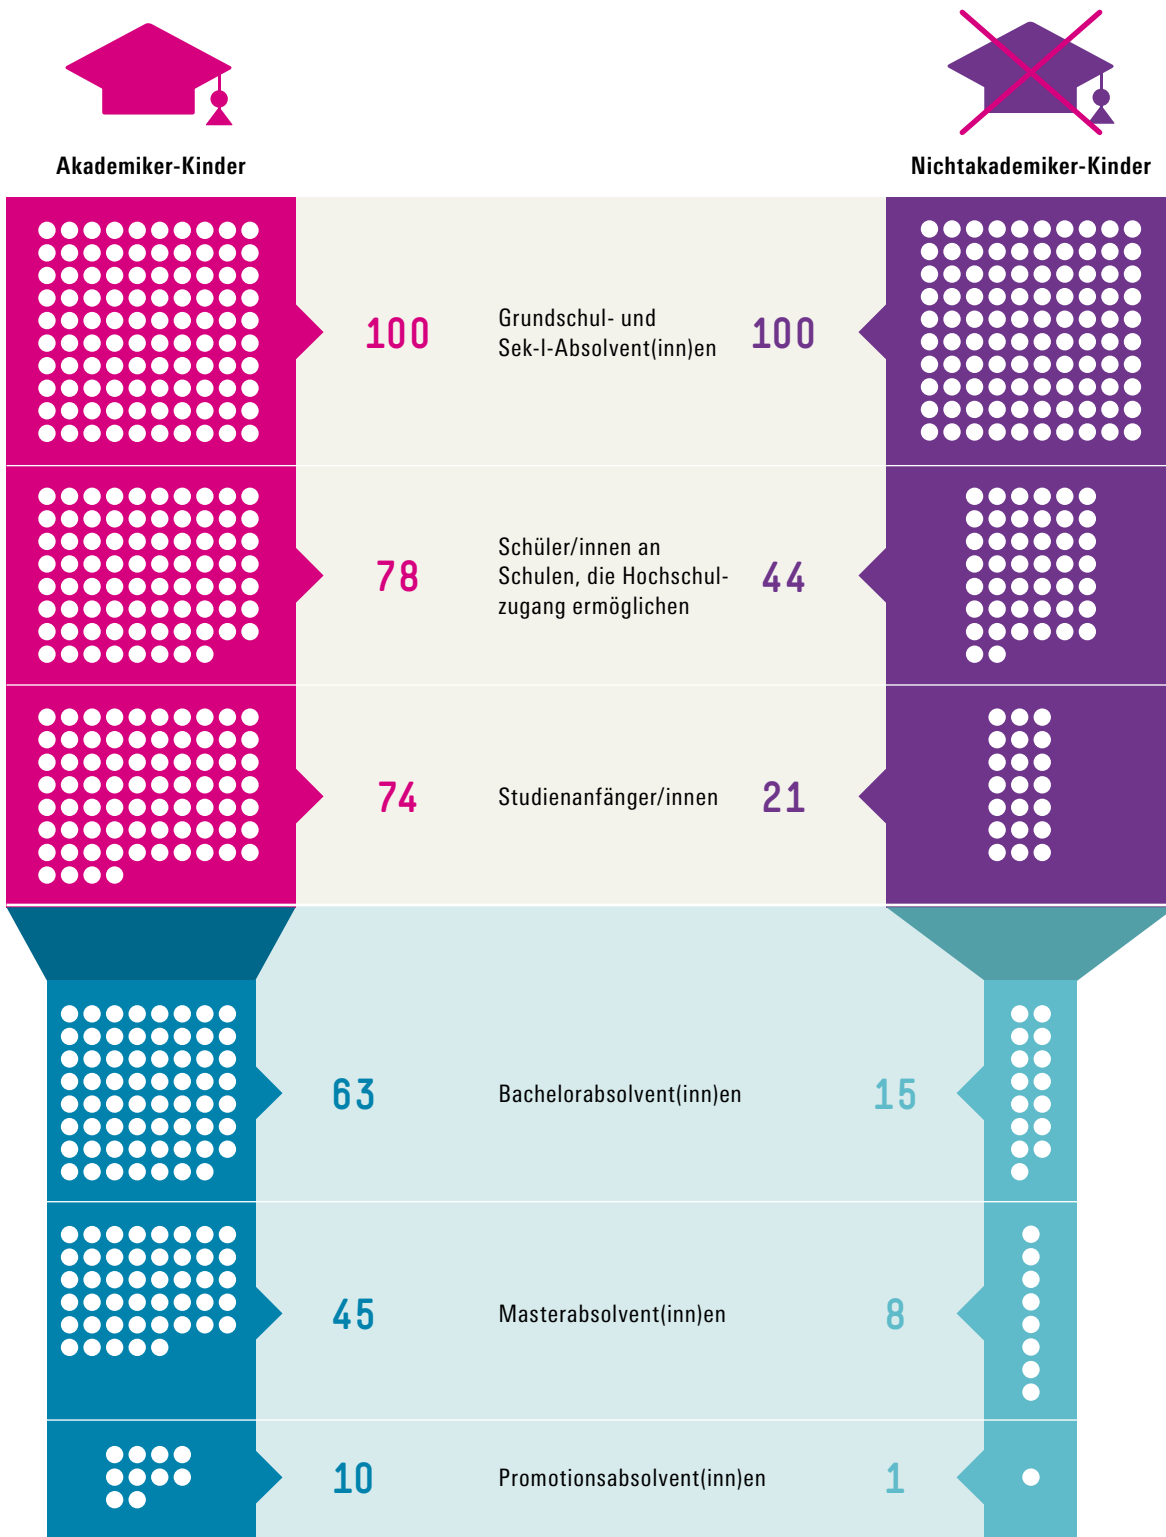 Akademiker-Kinder
Nichtakademiker-Kinder
100
Grundschul- und
Sek-I-Absolvent(inn)en
100
78
Schüler/innen an
Schulen, die Hochschul-
zugang ermöglichen
44
74
Studienanfänger/innen
21
63
Bachelorabsolvent(inn)en
15
45
Masterabsolvent(inn)en
8
10
Promotionsabsolvent(inn)en
1